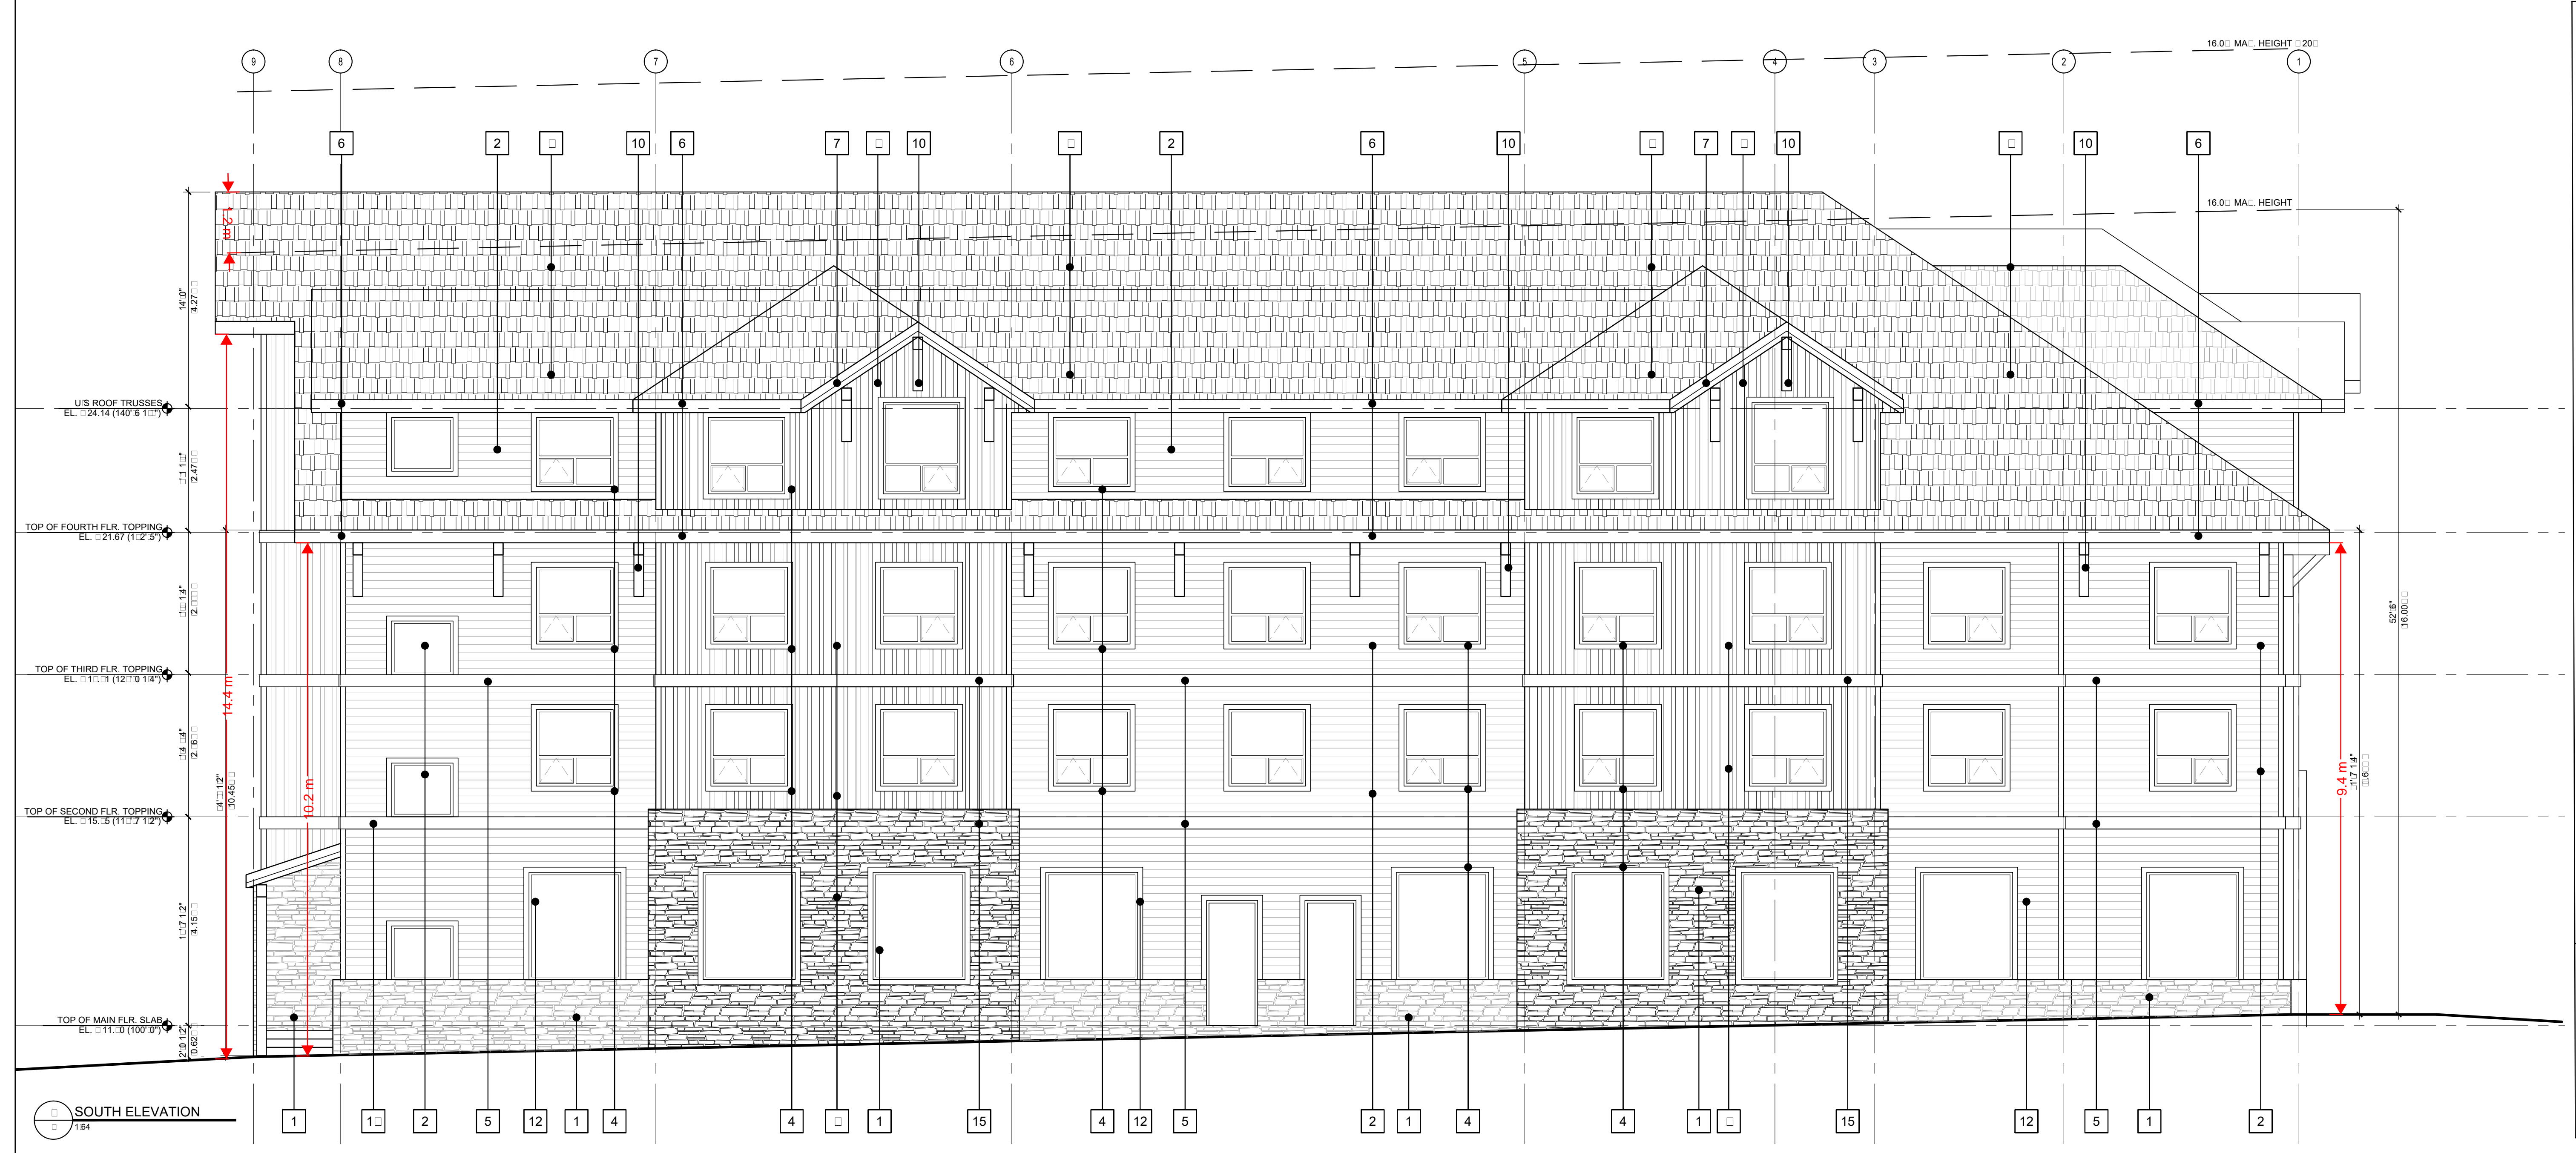 9 8 7 6 5 4 3 2 1
16.0□ MA□. HEIGHT □20□
6 2 □ 10 6 7 □ 10 □ 2 6 10 □ 7 □ 10 □ 10 6
16.0□ MA□. HEIGHT
1.2 m
14'.0"
4.27□□
U:S ROOF TRUSSES
2.47□□
TOP OF FOURTH FLR. TOPPING
EL. □21.67 (1□2'.5")
52'.6"
16.00□□
TOP OF THIRD FLR. TOPPING
14.4 m
10.2 m
9.4 m
2.□6□□
10.45□□
TOP OF SECOND FLR. TOPPING
4.15□□
TOP OF MAIN FLR. SLAB
EL. □11.□0 (100'.0")
0.62□□
SOUTH ELEVATION
1:64
1 1□ 2 5 12 1 4 4 □ 1 15 4 12 5 2 1 4 4 1 □ 15 12 5 1 2